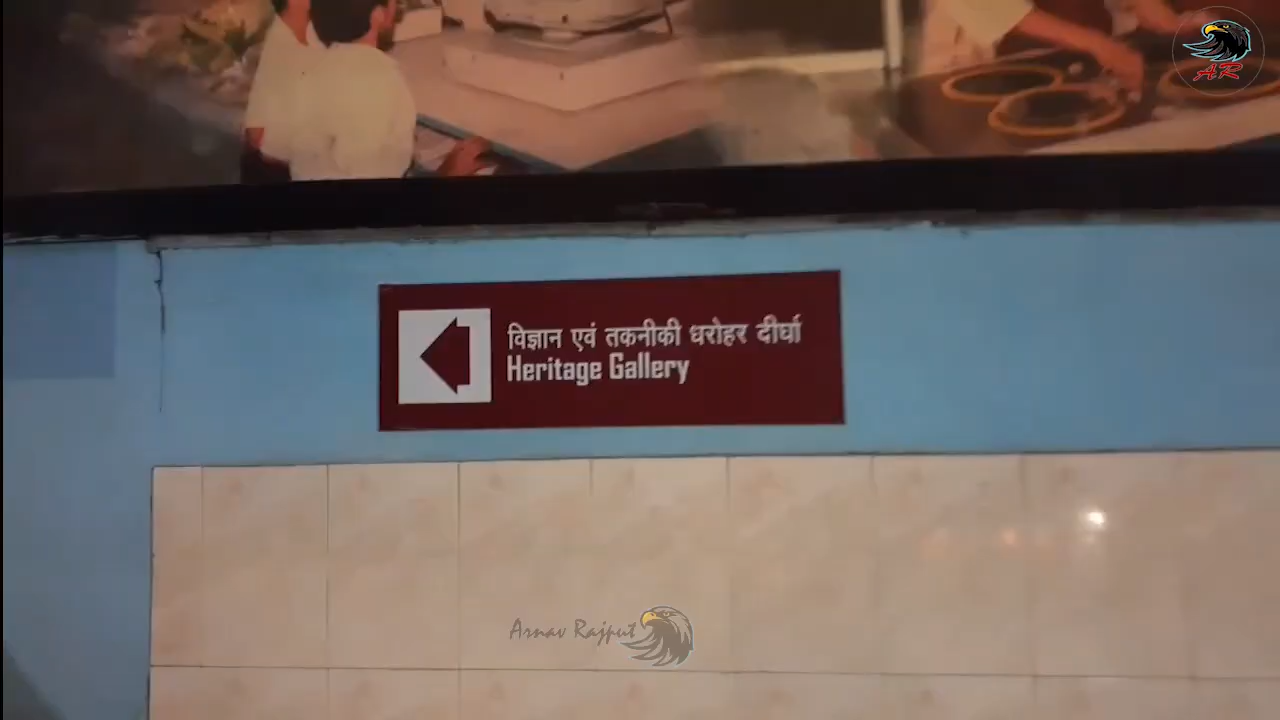 AR
विज्ञान एवं तकनीकी धरोहर दीर्घा
Heritage Gallery
Arnav Rajput